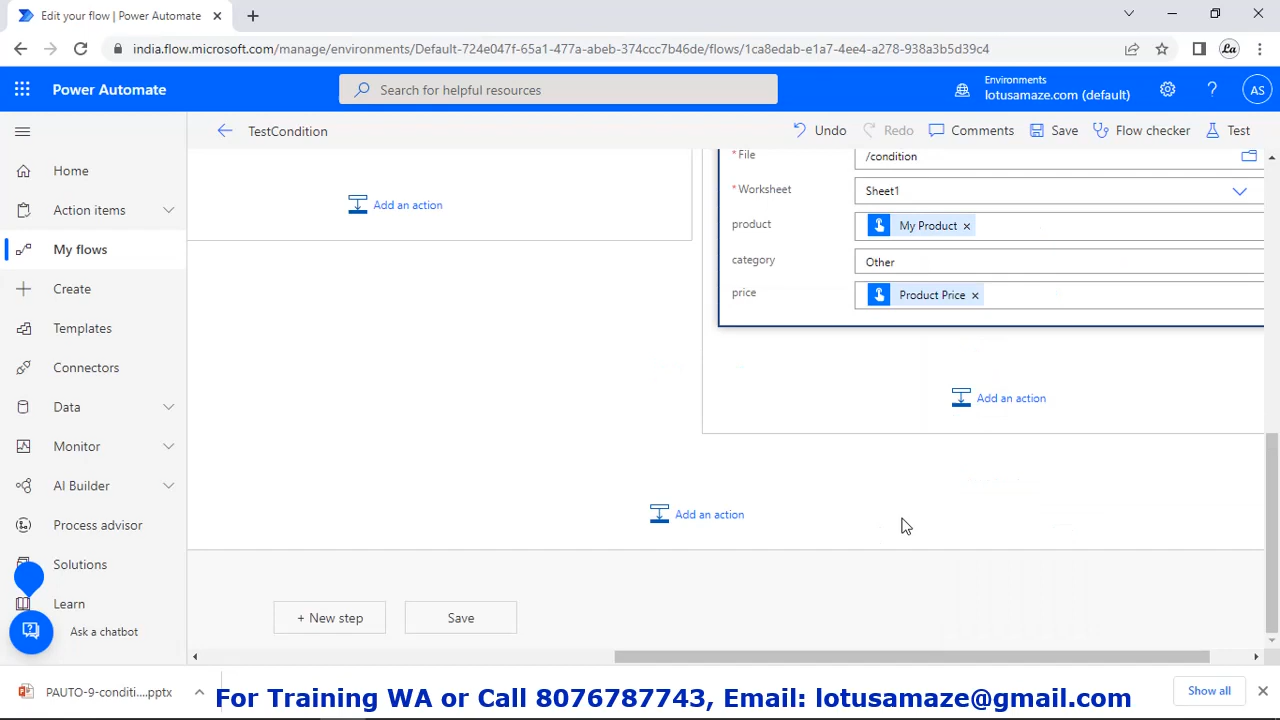 Edit your flow | Power Automate
india.flow.microsoft.com/manage/environments/Default-724e047f-65a1-477a-abeb-374ccc7b46de/flows/1ca8edab-e1a7-4ee4-a278-938a3b5d39c4
La
Power Automate
Search for helpful resources
Environments
lotusamaze.com (default)
?
AS
TestCondition
Undo
Redo
Comments
Save
Flow checker
Test
Home
Action items
My flows
Create
Templates
Connectors
Data
Monitor
AI Builder
Process advisor
Solutions
Learn
Ask a chatbot
Add an action
* File
/condition
* Worksheet
Sheet1
product
My Product ×
category
Other
price
Product Price ×
Add an action
Add an action
+ New step
Save
PAUTO-9-conditi....pptx
Show all
For Training WA or Call 8076787743, Email: lotusamaze@gmail.com